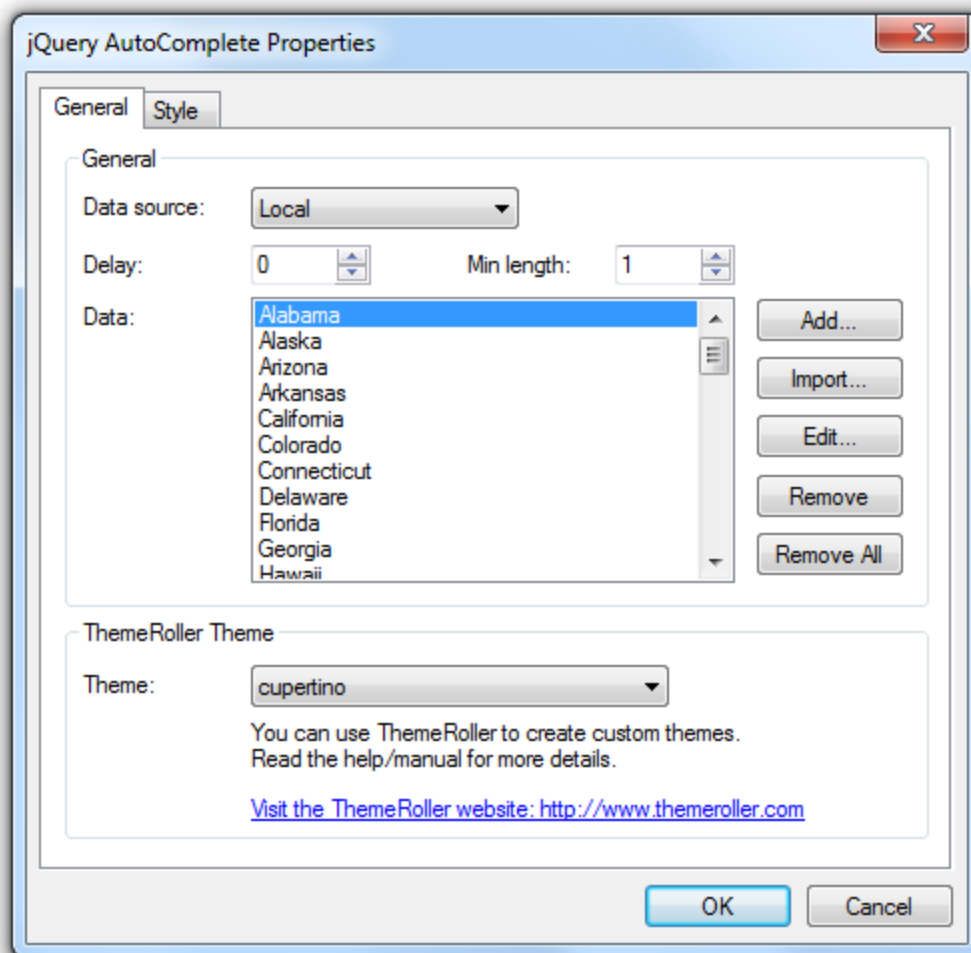 jQuery AutoComplete Properties
General
Style
General
Data source:
Local
Delay:
0
Min length:
1
Data:
Alabama
Alaska
Arizona
Arkansas
California
Colorado
Connecticut
Delaware
Florida
Georgia
Hawaii
Add...
Import...
Edit...
Remove
Remove All
ThemeRoller Theme
Theme:
cupertino
You can use ThemeRoller to create custom themes.
Read the help/manual for more details.
Visit the ThemeRoller website: http://www.themeroller.com
OK
Cancel